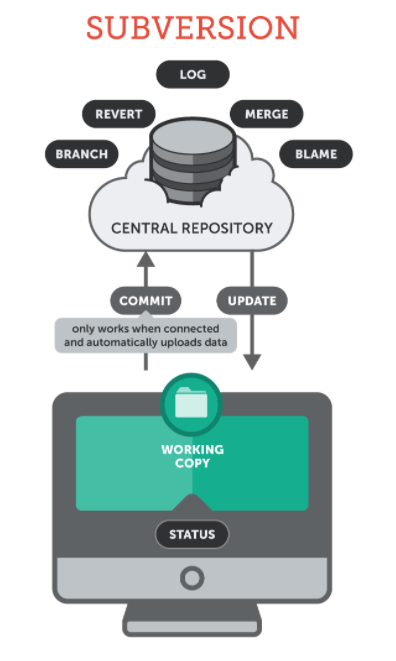 SUBVERSION
LOG
REVERT
MERGE
BRANCH
BLAME
CENTRAL REPOSITORY
COMMIT
UPDATE
only works when connected
and automatically uploads data
WORKING
COPY
STATUS